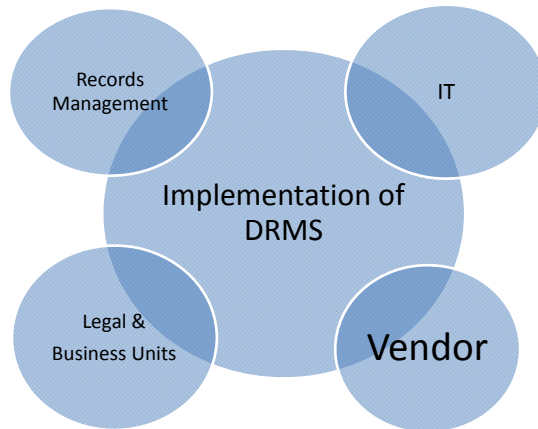 Records
Management
IT
Implementation of
DRMS
Legal &
Business Units
Vendor